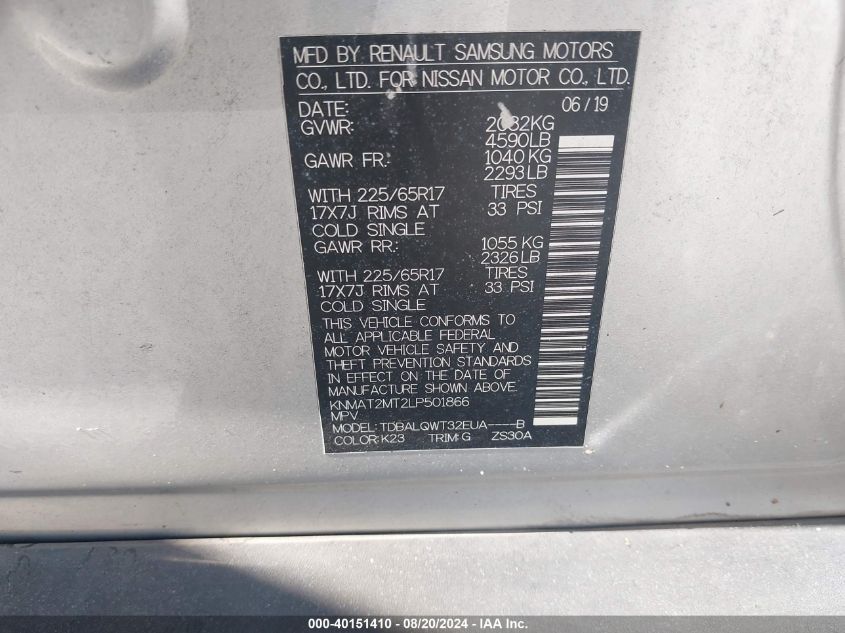 MFD BY RENAULT SAMSUNG MOTORS
CO., LTD. FOR NISSAN MOTOR CO., LTD.
DATE: 06/19
GVWR: 2082KG
4590LB
GAWR FR.: 1040 KG
2293 LB
WITH 225/65R17 TIRES
17X7J RIMS AT 33 PSI
COLD SINGLE
GAWR RR.: 1055 KG
2326 LB
WITH 225/65R17 TIRES
17X7J RIMS AT 33 PSI
COLD SINGLE
THIS VEHICLE CONFORMS TO
ALL APPLICABLE FEDERAL
MOTOR VEHICLE SAFETY AND
THEFT PREVENTION STANDARDS
IN EFFECT ON THE DATE OF
MANUFACTURE SHOWN ABOVE.
KNMAT2MT2LP501866
MPV
MODEL: TDBALQWT32EUA----B
COLOR: K23 TRIM: G ZS30A
000-40151410 - 08/20/2024 - IAA Inc.